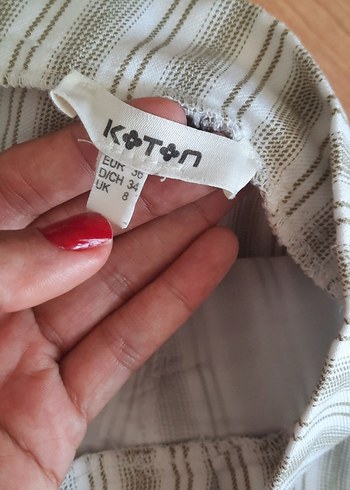 KOTON
EUR 36
D/CH 34
UK 8